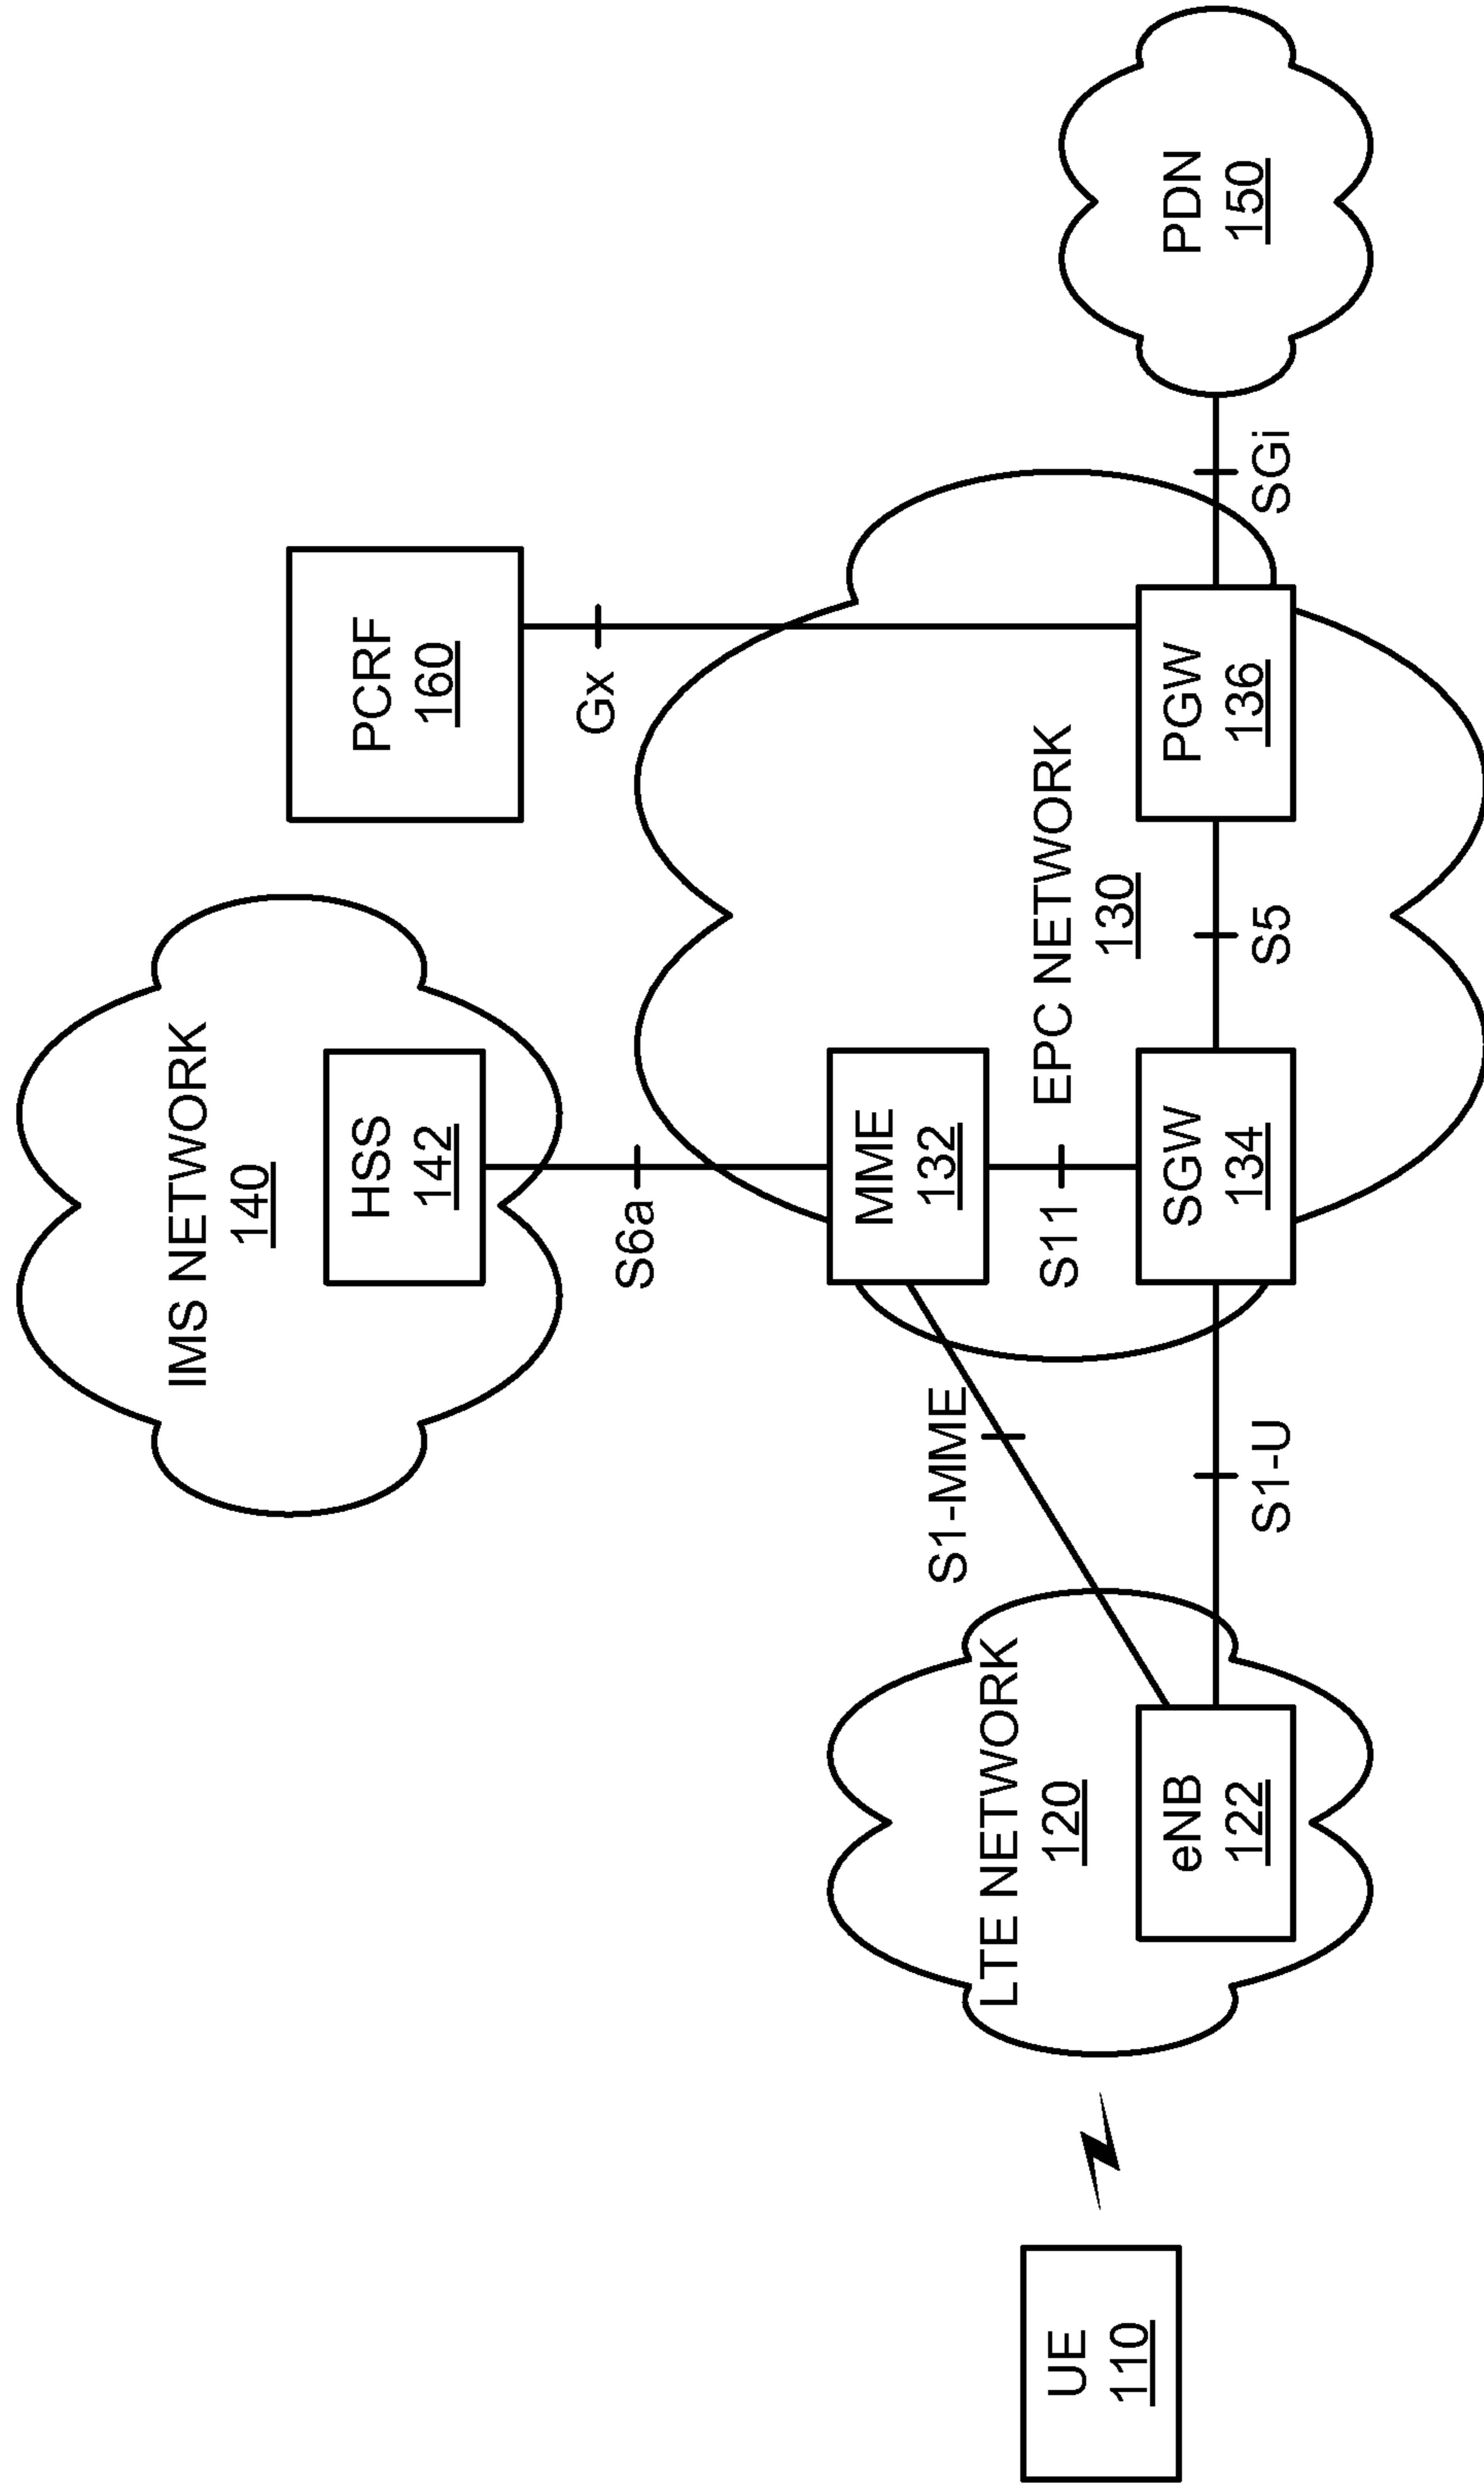 IMS NETWORK
140
HSS
142
PCRF
160
S6a
Gx
S1-MME
MME
132
LTE NETWORK
120
S11
EPC NETWORK
130
UE
110
eNB
122
SGW
134
PGW
136
PDN
150
S1-U
S5
SGi